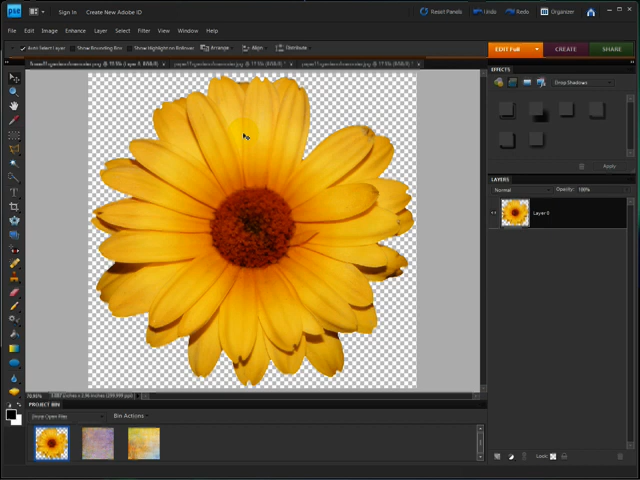 pse Sign In Create New Adobe ID Reset Panels Undo Redo Organizer
File Edit Image Enhance Layer Select Filter View Window Help
Auto Select Layer Show Bounding Box Show Highlight on Rollover Arrange Align Distribute
EDIT Full CREATE SHARE
EFFECTS
Drop Shadows
Apply
LAYERS
Normal Opacity: 100%
Layer 0
PROJECT BIN
Show Open Files Bin Actions
Lock: